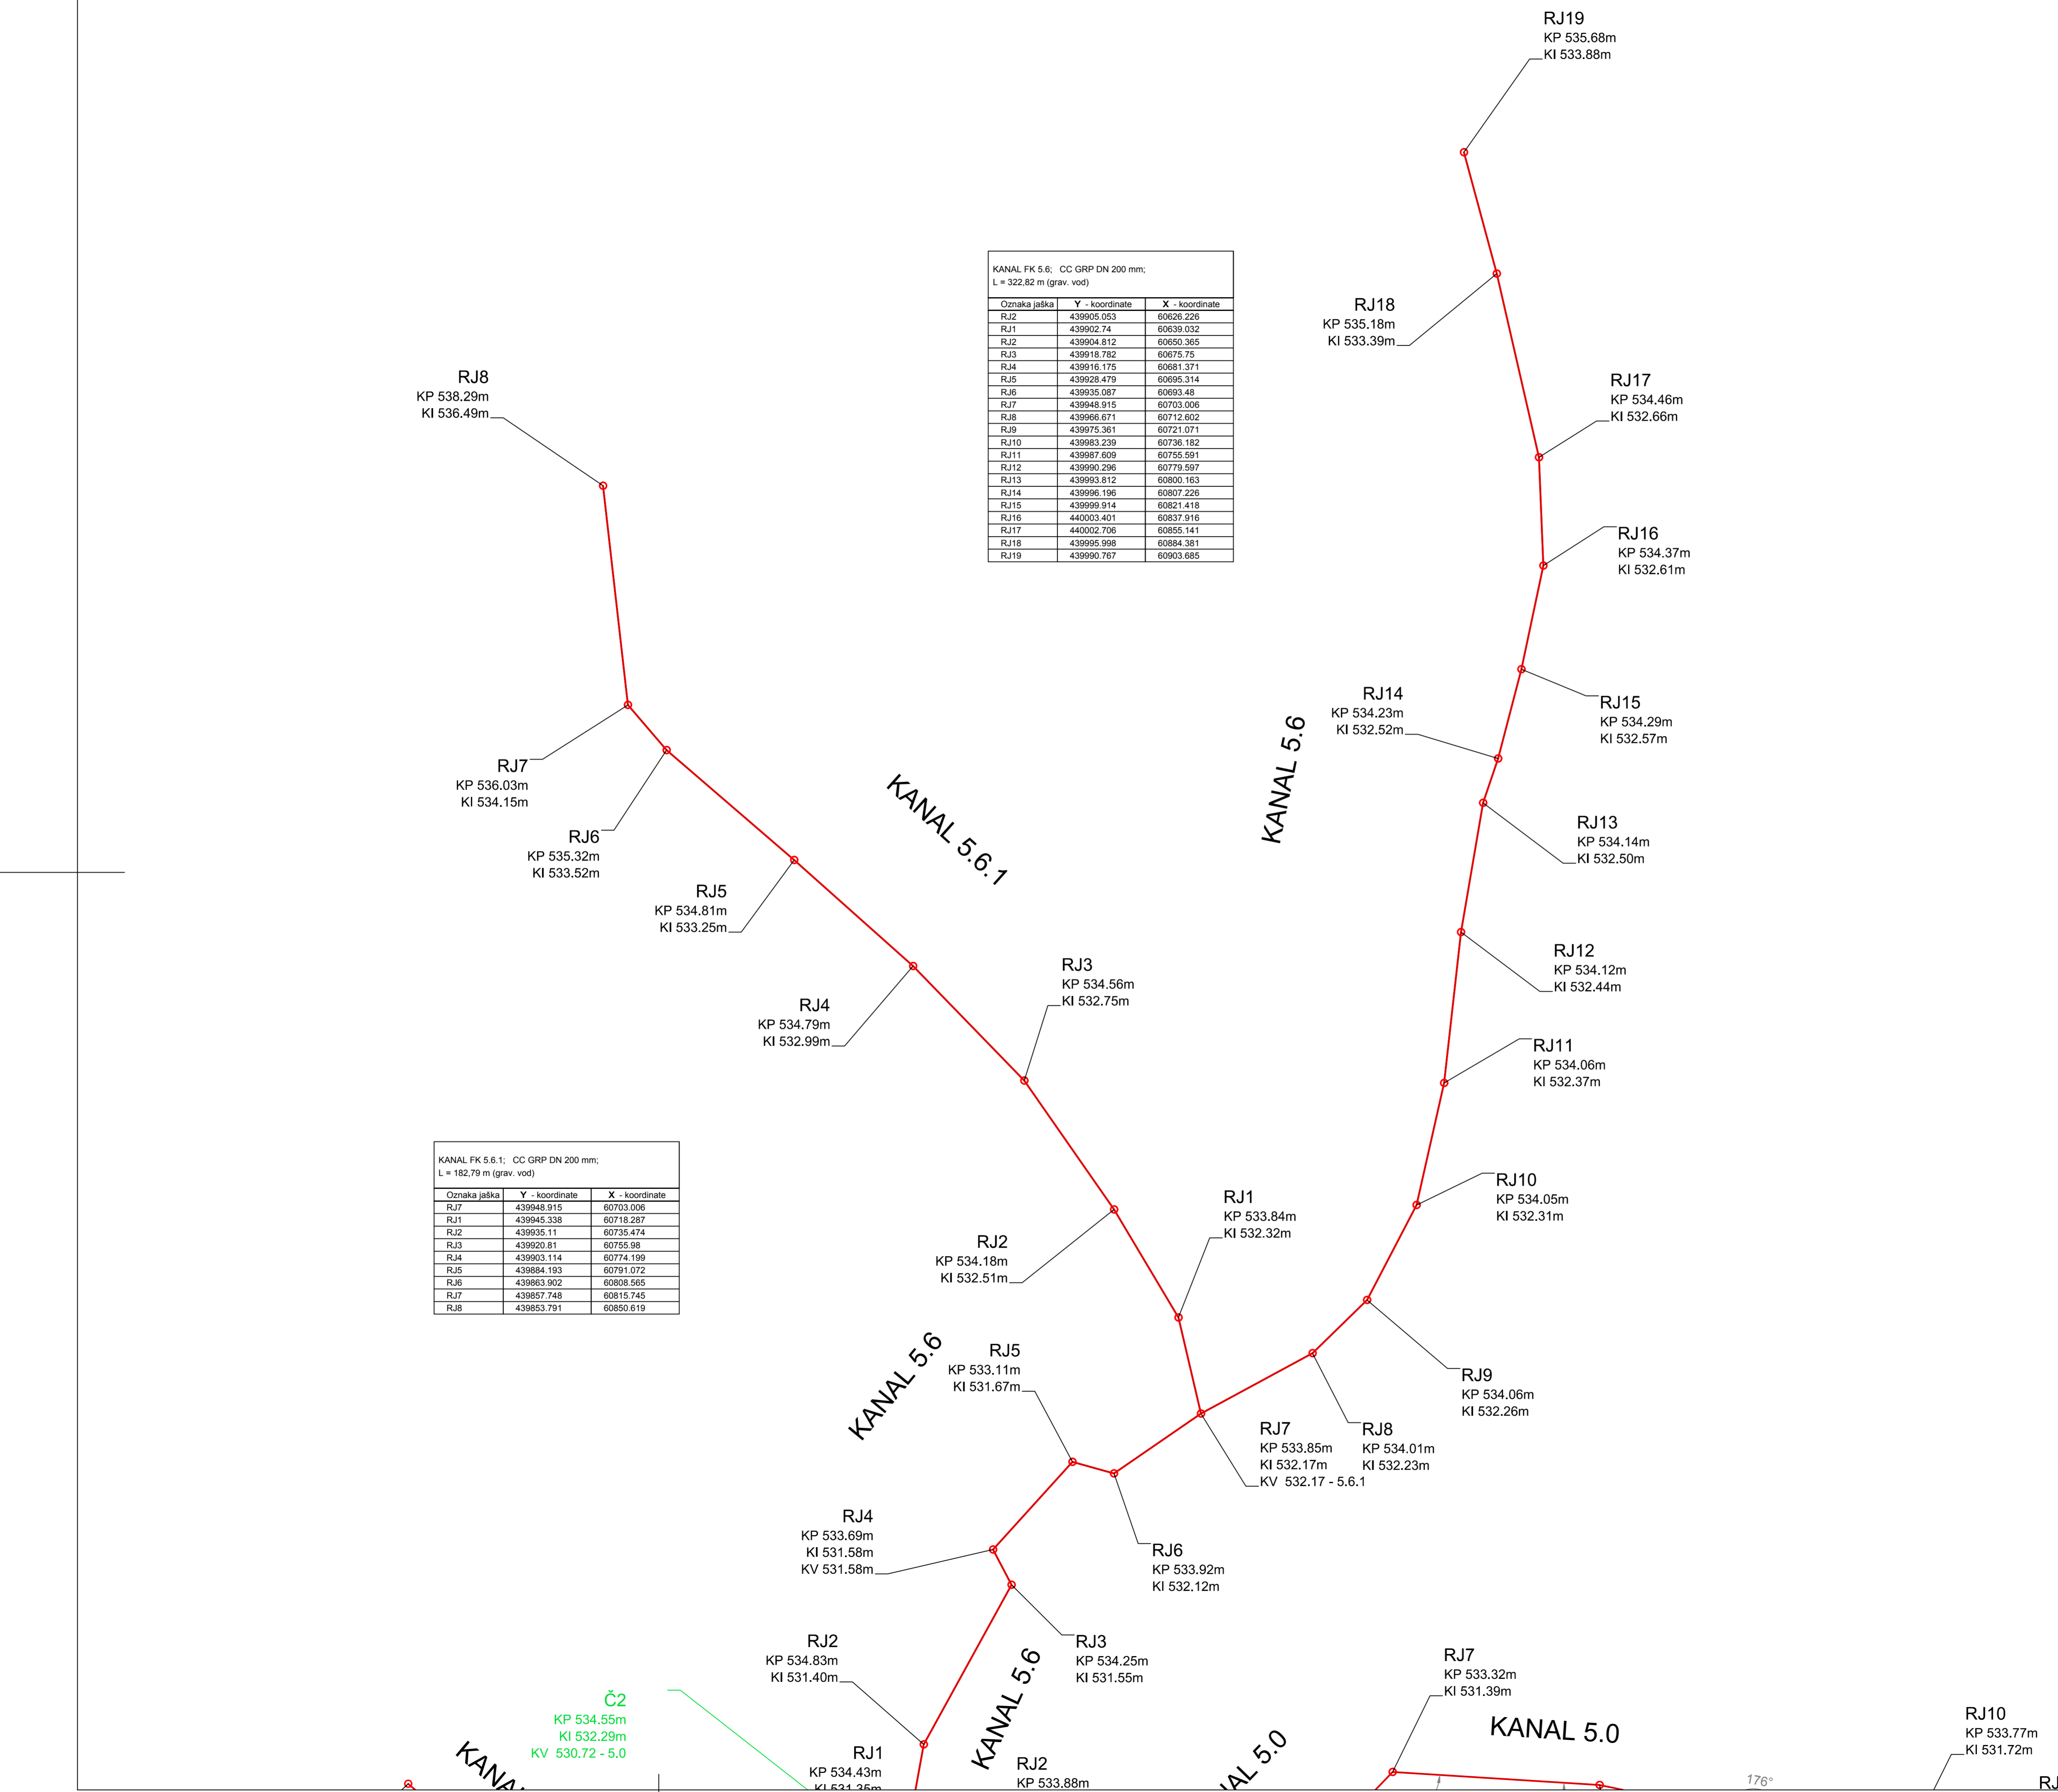 RJ19
KP 535.68m
KI 533.88m
KANAL FK 5.6; CC GRP DN 200 mm;
L = 322,82 m (grav. vod)
Oznaka jaška Y - koordinate X - koordinate
RJ2 439905.053 60626.226
RJ1 439902.74 60639.032
RJ2 439904.812 60650.365
RJ3 439918.782 60675.75
RJ4 439916.175 60681.371
RJ5 439928.479 60695.314
RJ6 439935.087 60693.48
RJ7 439948.915 60703.006
RJ8 439966.671 60712.602
RJ9 439975.361 60721.071
RJ10 439983.239 60736.182
RJ11 439987.609 60755.591
RJ12 439990.296 60779.597
RJ13 439993.812 60800.163
RJ14 439996.196 60807.226
RJ15 439999.914 60821.418
RJ16 440003.401 60837.916
RJ17 440002.706 60855.141
RJ18 439995.998 60884.381
RJ19 439990.767 60903.685
RJ18
KP 535.18m
KI 533.39m
RJ17
KP 534.46m
KI 532.66m
RJ8
KP 538.29m
KI 536.49m
RJ16
KP 534.37m
KI 532.61m
RJ14
KP 534.23m
KI 532.52m
RJ15
KP 534.29m
KI 532.57m
KANAL 5.6
RJ7
KP 536.03m
KI 534.15m
KANAL 5.6.1
RJ6
KP 535.32m
KI 533.52m
RJ13
KP 534.14m
KI 532.50m
RJ5
KP 534.81m
KI 533.25m
RJ12
KP 534.12m
KI 532.44m
RJ3
KP 534.56m
KI 532.75m
RJ4
KP 534.79m
KI 532.99m
RJ11
KP 534.06m
KI 532.37m
KANAL FK 5.6.1; CC GRP DN 200 mm;
L = 182,79 m (grav. vod)
Oznaka jaška Y - koordinate X - koordinate
RJ7 439948.915 60703.006
RJ1 439945.338 60718.287
RJ2 439935.11 60735.474
RJ3 439920.81 60755.98
RJ4 439903.114 60774.199
RJ5 439884.193 60791.072
RJ6 439863.902 60808.565
RJ7 439857.748 60815.745
RJ8 439853.791 60850.619
RJ10
KP 534.05m
KI 532.31m
RJ1
KP 533.84m
KI 532.32m
RJ2
KP 534.18m
KI 532.51m
KANAL 5.6
RJ5
KP 533.11m
KI 531.67m
RJ9
KP 534.06m
KI 532.26m
RJ7
KP 533.85m
KI 532.17m
KV 532.17 - 5.6.1
RJ8
KP 534.01m
KI 532.23m
RJ4
KP 533.69m
KI 531.58m
KV 531.58m
RJ6
KP 533.92m
KI 532.12m
RJ2
KP 534.83m
KI 531.40m
RJ3
KP 534.25m
KI 531.55m
KANAL 5.6
RJ7
KP 533.32m
KI 531.39m
Č2
KP 534.55m
KI 532.29m
KV 530.72 - 5.0
KANAL 5.0
RJ10
KP 533.77m
KI 531.72m
RJ1
KP 534.43m
KI 531.35m
RJ2
KP 533.88m
5.0
176°